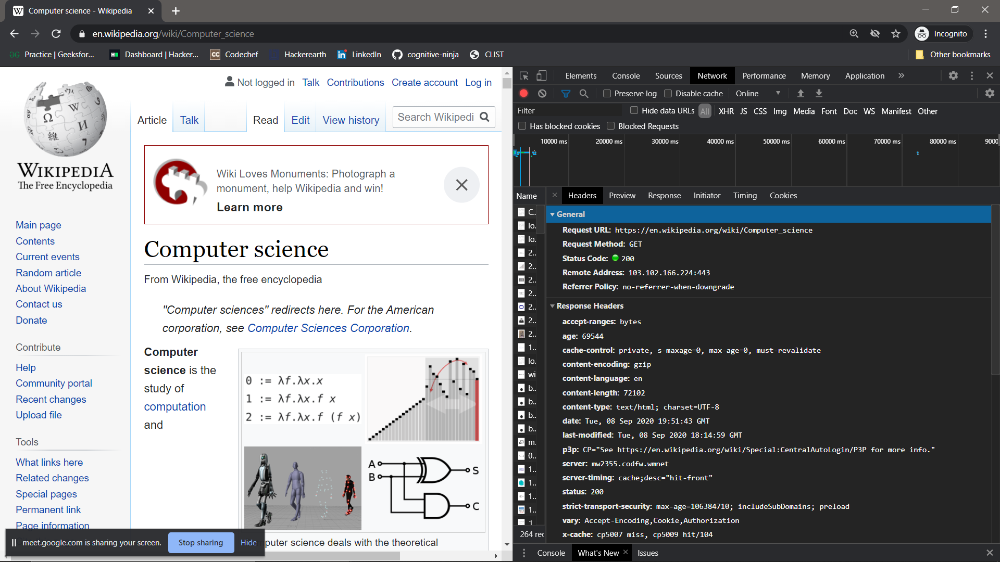 Computer science - Wikipedia
en.wikipedia.org/wiki/Computer_science
Incognito
Practice | Geeksfor...
Dashboard | Hacker...
Codechef
Hackerearth
LinkedIn
cognitive-ninja
CLIST
Other bookmarks
WIKIPEDIA
The Free Encyclopedia
Main page
Contents
Current events
Random article
About Wikipedia
Contact us
Donate
Contribute
Help
Community portal
Recent changes
Upload file
Tools
What links here
Related changes
Special pages
Permanent link
Page information
Not logged in Talk Contributions Create account Log in
Article Talk Read Edit View history
Search Wikipedi
Wiki Loves Monuments: Photograph a
monument, help Wikipedia and win!
Learn more
Computer science
From Wikipedia, the free encyclopedia
"Computer sciences" redirects here. For the American
corporation, see Computer Sciences Corporation.
Computer
science is the
study of
computation
and
0 := λf.λx.x
1 := λf.λx.f x
2 := λf.λx.f (f x)
A
B
S
C
puter science deals with the theoretical
meet.google.com is sharing your screen.
Stop sharing
Hide
Elements Console Sources Network Performance Memory Application
Preserve log Disable cache Online
Filter Hide data URLs All XHR JS CSS Img Media Font Doc WS Manifest Other
Has blocked cookies Blocked Requests
10000 ms 20000 ms 30000 ms 40000 ms 50000 ms 60000 ms 70000 ms 80000 ms 9000
Name
C..
lo.
lo.
2..
2..
2..
2..
2..
2..
2..
1..
lo.
wi
b..
b..
b..
b..
m.
0..
1..
1..
1..
1..
1
264 rec
Headers Preview Response Initiator Timing Cookies
General
Request URL: https://en.wikipedia.org/wiki/Computer_science
Request Method: GET
Status Code: 200
Remote Address: 103.102.166.224:443
Referrer Policy: no-referrer-when-downgrade
Response Headers
accept-ranges: bytes
age: 69544
cache-control: private, s-maxage=0, max-age=0, must-revalidate
content-encoding: gzip
content-language: en
content-length: 72102
content-type: text/html; charset=UTF-8
date: Tue, 08 Sep 2020 19:51:43 GMT
last-modified: Tue, 08 Sep 2020 18:14:59 GMT
p3p: CP="See https://en.wikipedia.org/wiki/Special:CentralAutoLogin/P3P for more info."
server: mw2355.codfw.wmnet
server-timing: cache;desc="hit-front"
status: 200
strict-transport-security: max-age=106384710; includeSubDomains; preload
vary: Accept-Encoding,Cookie,Authorization
x-cache: cp5007 miss, cp5009 hit/104
Console What's New Issues